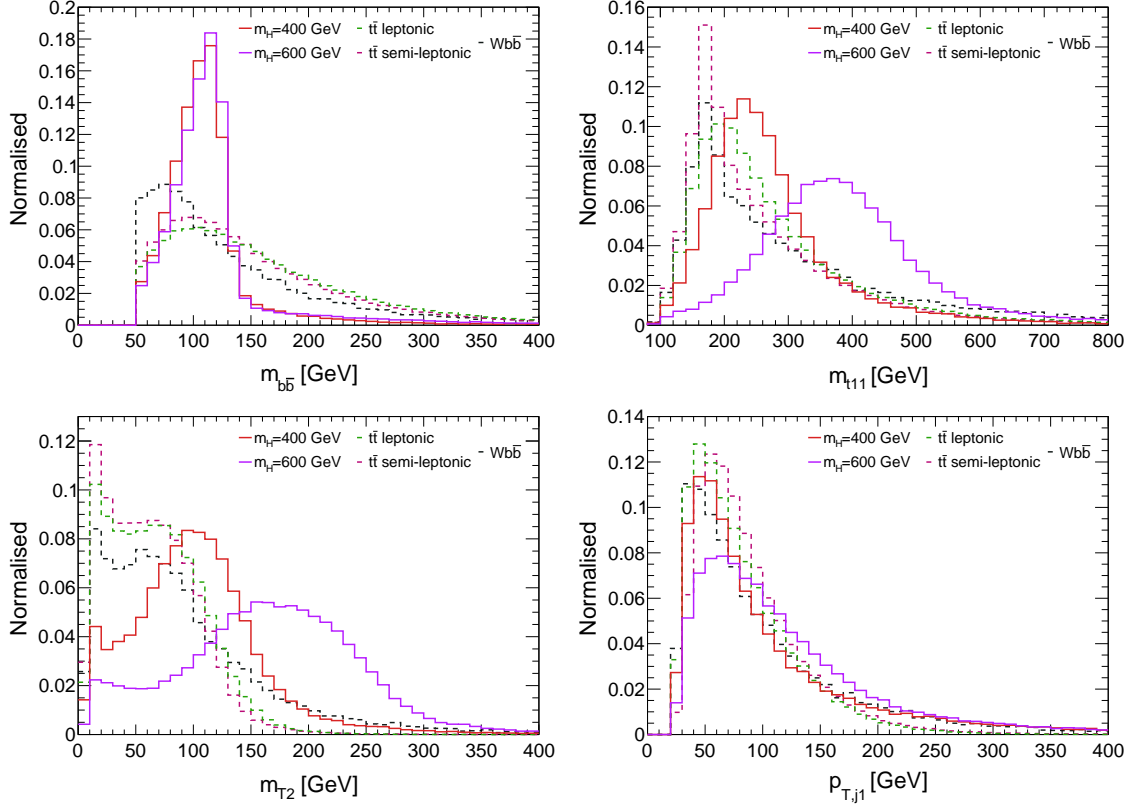 Normalised
0.2
0.18
0.16
0.14
0.12
0.1
0.08
0.06
0.04
0.02
0
m_H=400 GeV
tt̄ leptonic
Wbb̄
m_H=600 GeV
tt̄ semi-leptonic
0 50 100 150 200 250 300 350 400
m_bb̄ [GeV]
Normalised
0.16
0.14
0.12
0.1
0.08
0.06
0.04
0.02
0
m_H=400 GeV
tt̄ leptonic
Wbb̄
m_H=600 GeV
tt̄ semi-leptonic
100 200 300 400 500 600 700 800
m_t11 [GeV]
Normalised
0.12
0.1
0.08
0.06
0.04
0.02
0
m_H=400 GeV
tt̄ leptonic
Wbb̄
m_H=600 GeV
tt̄ semi-leptonic
0 50 100 150 200 250 300 350 400
m_T2 [GeV]
Normalised
0.14
0.12
0.1
0.08
0.06
0.04
0.02
0
m_H=400 GeV
tt̄ leptonic
Wbb̄
m_H=600 GeV
tt̄ semi-leptonic
0 50 100 150 200 250 300 350 400
p_T,j1 [GeV]